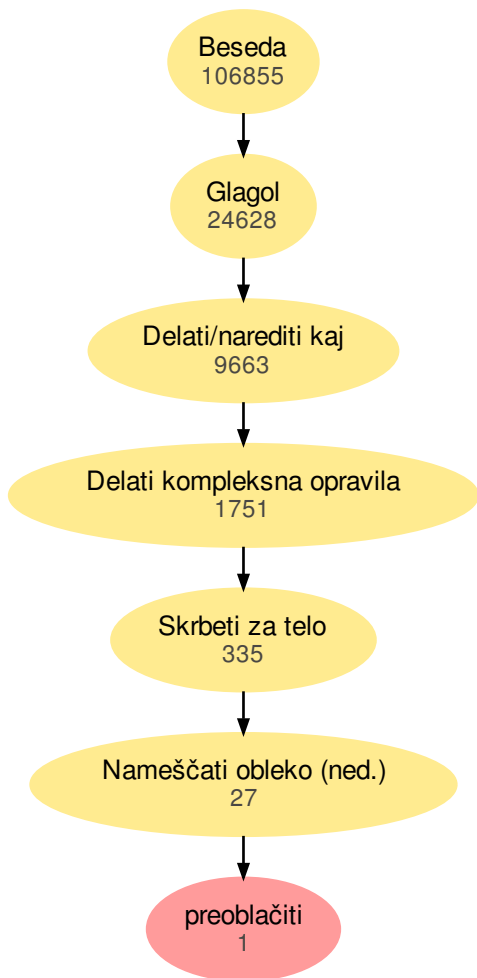 Beseda
106855
Glagol
24628
Delati/narediti kaj
9663
Delati kompleksna opravila
1751
Skrbeti za telo
335
Nameščati obleko (ned.)
27
preoblačiti
1